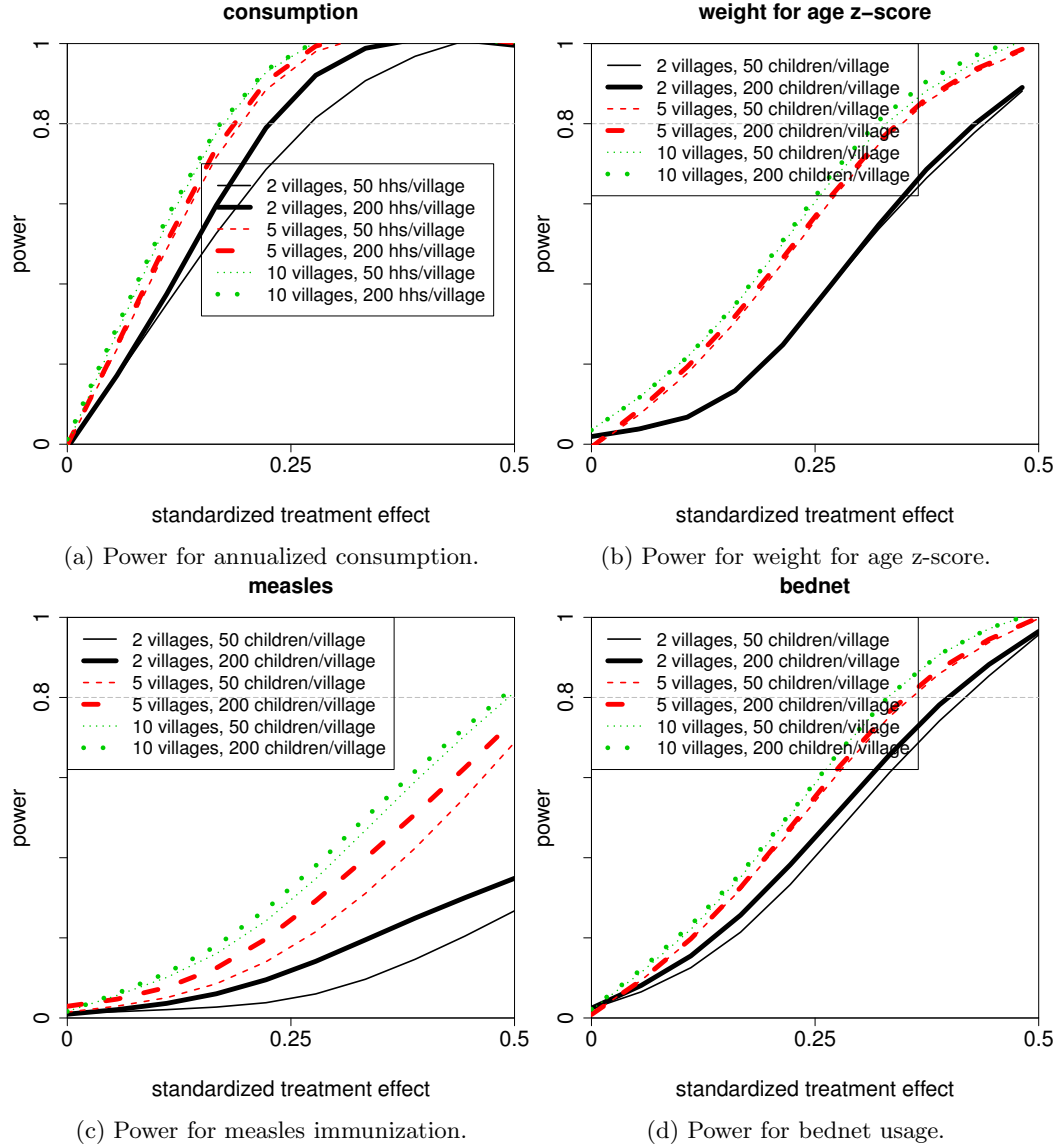 consumption
1
0.8
power
0
2 villages, 50 hhs/village
2 villages, 200 hhs/village
5 villages, 50 hhs/village
5 villages, 200 hhs/village
10 villages, 50 hhs/village
10 villages, 200 hhs/village
0 0.25 0.5
standardized treatment effect
(a) Power for annualized consumption.
weight for age z−score
1
0.8
power
0
2 villages, 50 children/village
2 villages, 200 children/village
5 villages, 50 children/village
5 villages, 200 children/village
10 villages, 50 children/village
10 villages, 200 children/village
0 0.25 0.5
standardized treatment effect
(b) Power for weight for age z-score.
measles
1
0.8
power
0
2 villages, 50 children/village
2 villages, 200 children/village
5 villages, 50 children/village
5 villages, 200 children/village
10 villages, 50 children/village
10 villages, 200 children/village
0 0.25 0.5
standardized treatment effect
(c) Power for measles immunization.
bednet
1
0.8
power
0
2 villages, 50 children/village
2 villages, 200 children/village
5 villages, 50 children/village
5 villages, 200 children/village
10 villages, 50 children/village
10 villages, 200 children/village
0 0.25 0.5
standardized treatment effect
(d) Power for bednet usage.